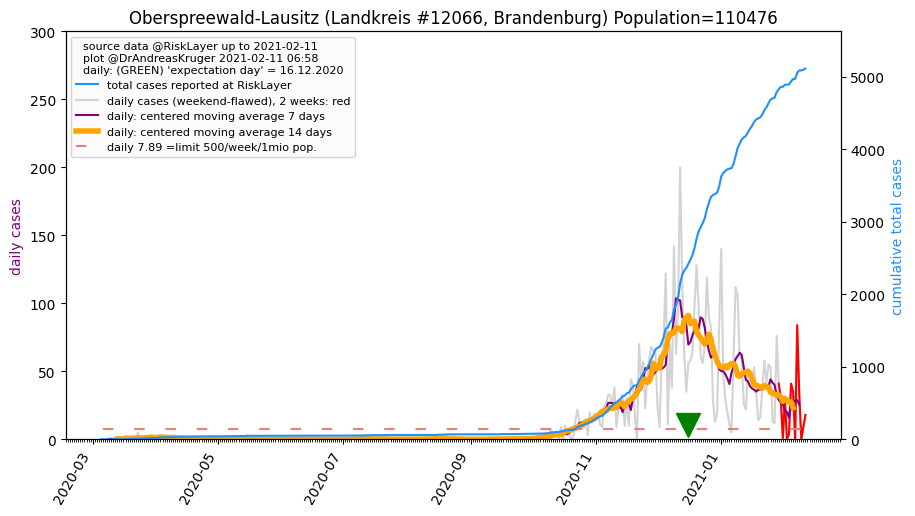 Oberspreewald-Lausitz (Landkreis #12066, Brandenburg) Population=110476
source data @RiskLayer up to 2021-02-11
plot @DrAndreasKruger 2021-02-11 06:58
daily: (GREEN) 'expectation day' = 16.12.2020
total cases reported at RiskLayer
daily cases (weekend-flawed), 2 weeks: red
daily: centered moving average 7 days
daily: centered moving average 14 days
daily 7.89 =limit 500/week/1mio pop.
300
250
200
150
100
50
0
daily cases
5000
4000
3000
2000
1000
0
cumulative total cases
2020-03
2020-05
2020-07
2020-09
2020-11
2021-01